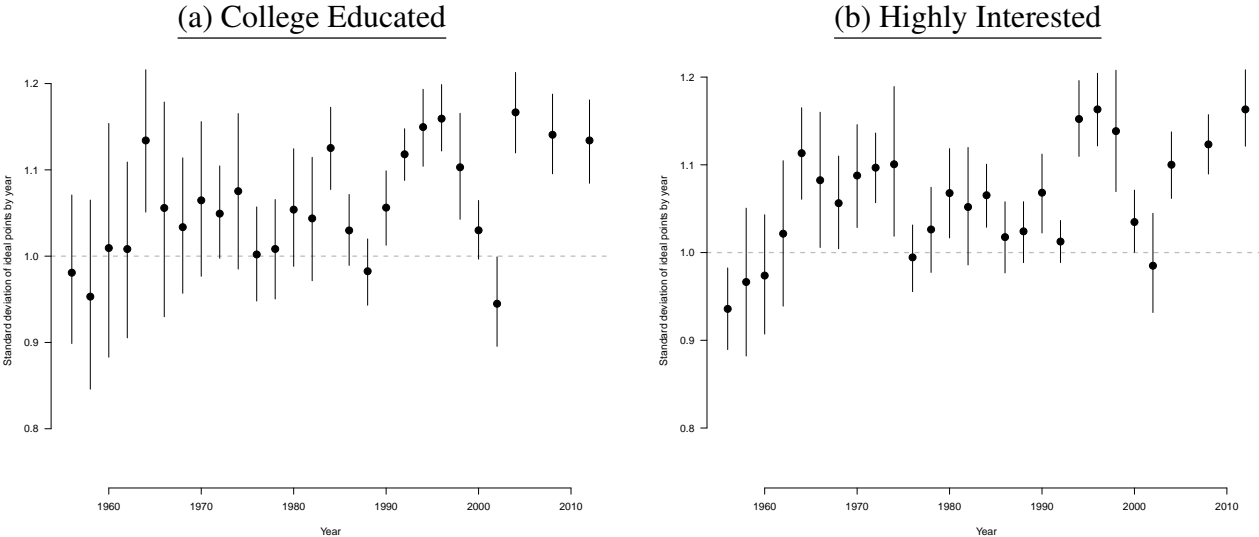 (a) College Educated
Standard deviation of ideal points by year
1.2
1.1
1.0
0.9
0.8
1960 1970 1980 1990 2000 2010
Year
(b) Highly Interested
Standard deviation of ideal points by year
1.2
1.1
1.0
0.9
0.8
1960 1970 1980 1990 2000 2010
Year